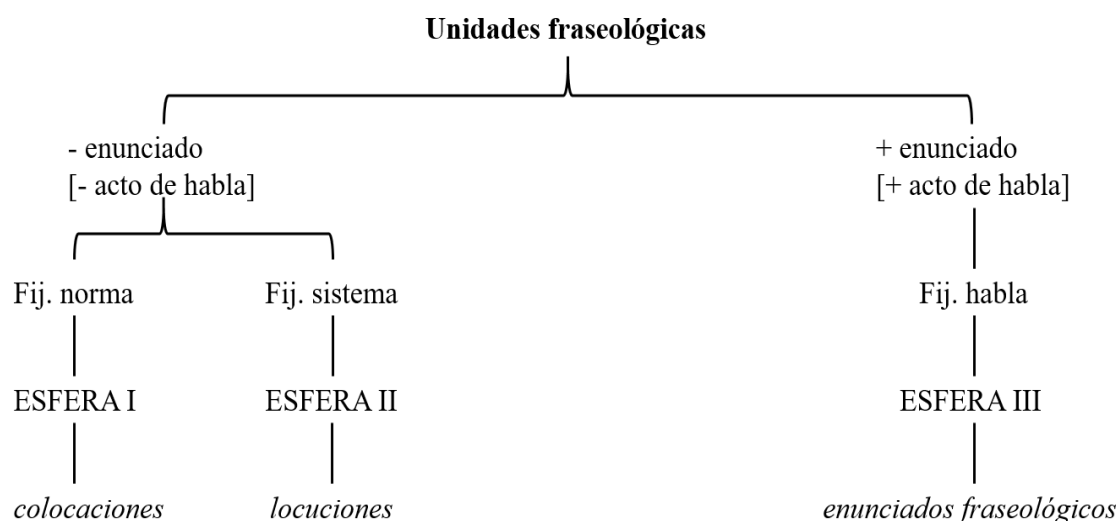 Unidades fraseológicas
- enunciado
[- acto de habla]
+ enunciado
[+ acto de habla]
Fij. norma
Fij. sistema
Fij. habla
ESFERA I
ESFERA II
ESFERA III
colocaciones
locuciones
enunciados fraseológicos